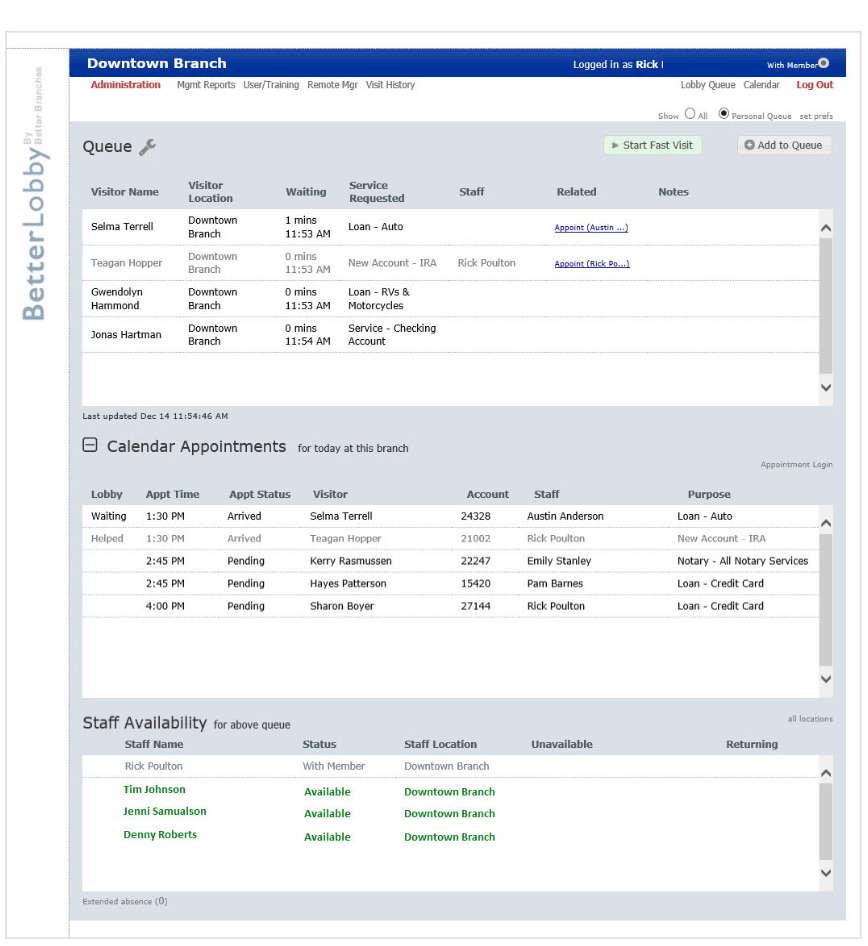 BetterLobby By Better Branches
Downtown Branch Logged in as Rick | With Member
Administration Mgmt Reports User/Training Remote Mgr Visit History Lobby Queue Calendar Log Out
Show All Personal Queue set prefs
Queue Start Fast Visit Add to Queue
Visitor Name Visitor Location Waiting Service Requested Staff Related Notes
Selma Terrell Downtown Branch 1 mins 11:53 AM Loan - Auto Appoint (Austin ...)
Teagan Hopper Downtown Branch 0 mins 11:53 AM New Account - IRA Rick Poulton Appoint (Rick Po...)
Gwendolyn Hammond Downtown Branch 0 mins 11:53 AM Loan - RVs & Motorcycles
Jonas Hartman Downtown Branch 0 mins 11:54 AM Service - Checking Account
Last updated Dec 14 11:54:46 AM
Calendar Appointments for today at this branch
Appointment Login
Lobby Appt Time Appt Status Visitor Account Staff Purpose
Waiting 1:30 PM Arrived Selma Terrell 24328 Austin Anderson Loan - Auto
Helped 1:30 PM Arrived Teagan Hopper 21002 Rick Poulton New Account - IRA
2:45 PM Pending Kerry Rasmussen 22247 Emily Stanley Notary - All Notary Services
2:45 PM Pending Hayes Patterson 15420 Pam Barnes Loan - Credit Card
4:00 PM Pending Sharon Boyer 27144 Rick Poulton Loan - Credit Card
Staff Availability for above queue all locations
Staff Name Status Staff Location Unavailable Returning
Rick Poulton With Member Downtown Branch
Tim Johnson Available Downtown Branch
Jenni Samualson Available Downtown Branch
Denny Roberts Available Downtown Branch
Extended absence (0)